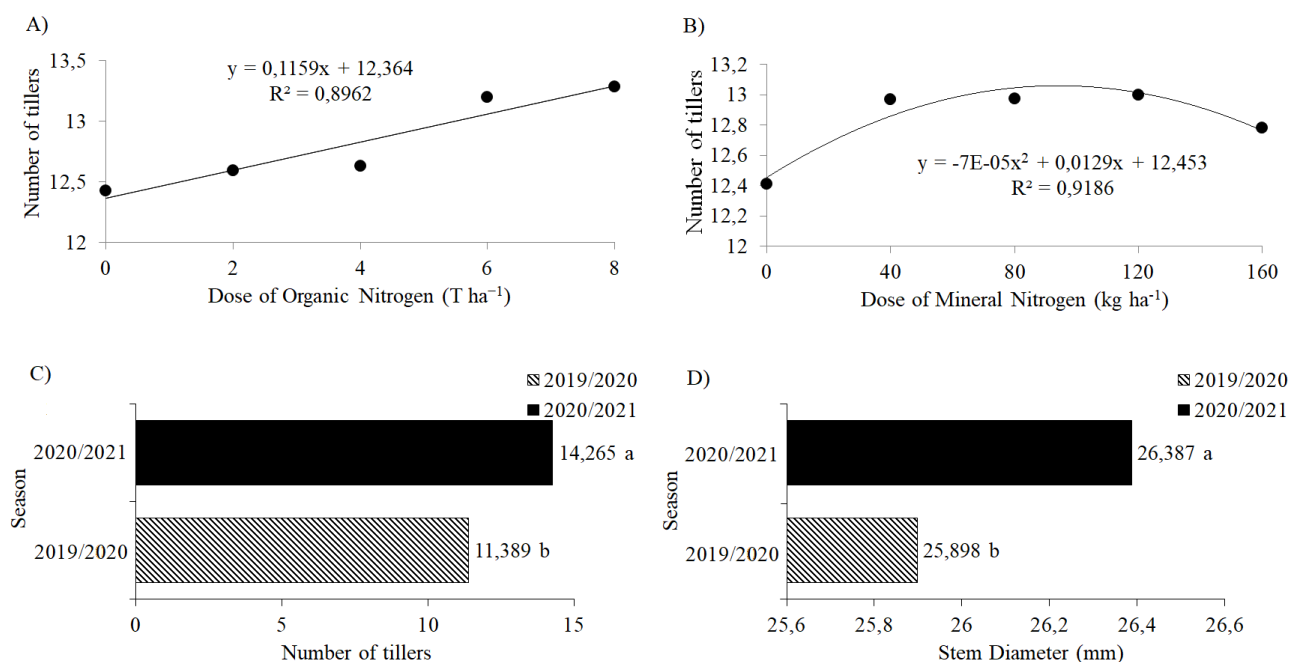 A)
Number of tillers
13,5
13
12,5
12
y = 0,1159x + 12,364
R² = 0,8962
0 2 4 6 8
Dose of Organic Nitrogen (T ha⁻¹)
B)
Number of tillers
13,2
13
12,8
12,6
12,4
12,2
12
y = -7E-05x² + 0,0129x + 12,453
R² = 0,9186
0 40 80 120 160
Dose of Mineral Nitrogen (kg ha⁻¹)
C)
2019/2020
2020/2021
Season
2020/2021
14,265 a
2019/2020
11,389 b
0 5 10 15
Number of tillers
D)
2019/2020
2020/2021
Season
2020/2021
26,387 a
2019/2020
25,898 b
25,6 25,8 26 26,2 26,4 26,6
Stem Diameter (mm)